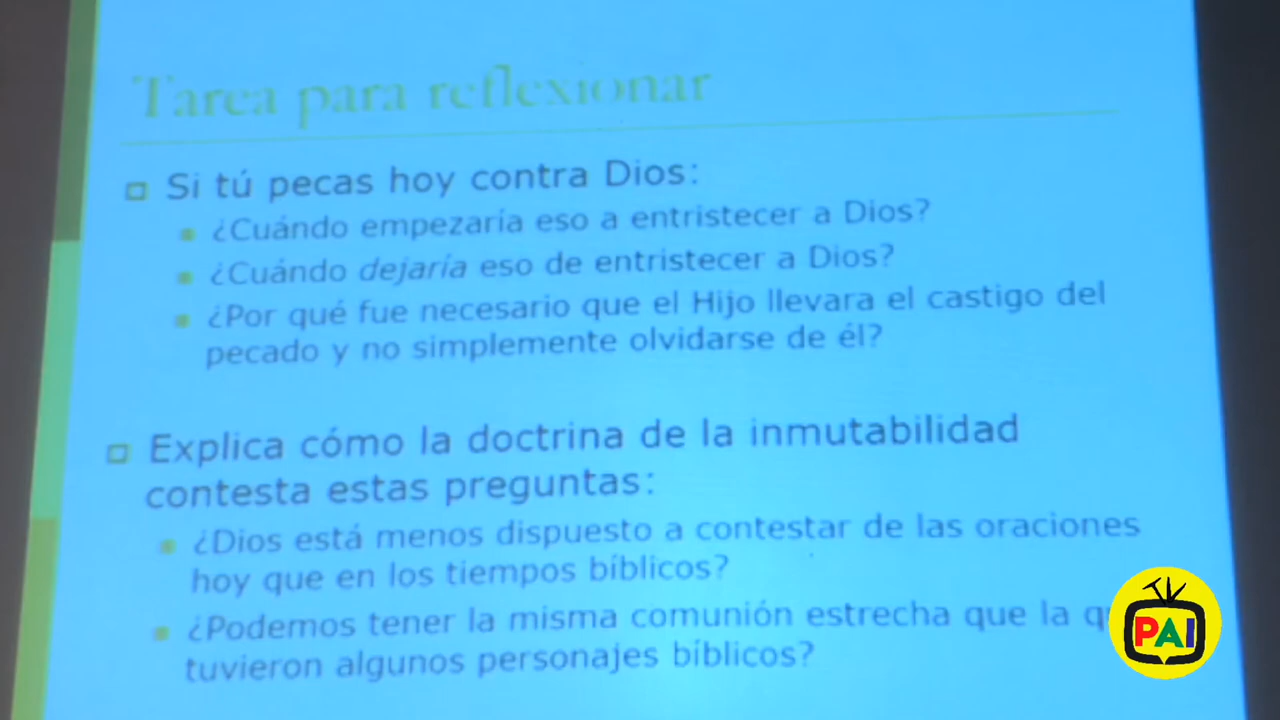 Tarea para reflexionar
Si tú pecas hoy contra Dios:
¿Cuándo empezaría eso a entristecer a Dios?
¿Cuándo dejaría eso de entristecer a Dios?
¿Por qué fue necesario que el Hijo llevara el castigo del
pecado y no simplemente olvidarse de él?
Explica cómo la doctrina de la inmutabilidad
contesta estas preguntas:
¿Dios está menos dispuesto a contestar de las oraciones
hoy que en los tiempos bíblicos?
¿Podemos tener la misma comunión estrecha que la
tuvieron algunos personajes bíblicos?
TV
PAI